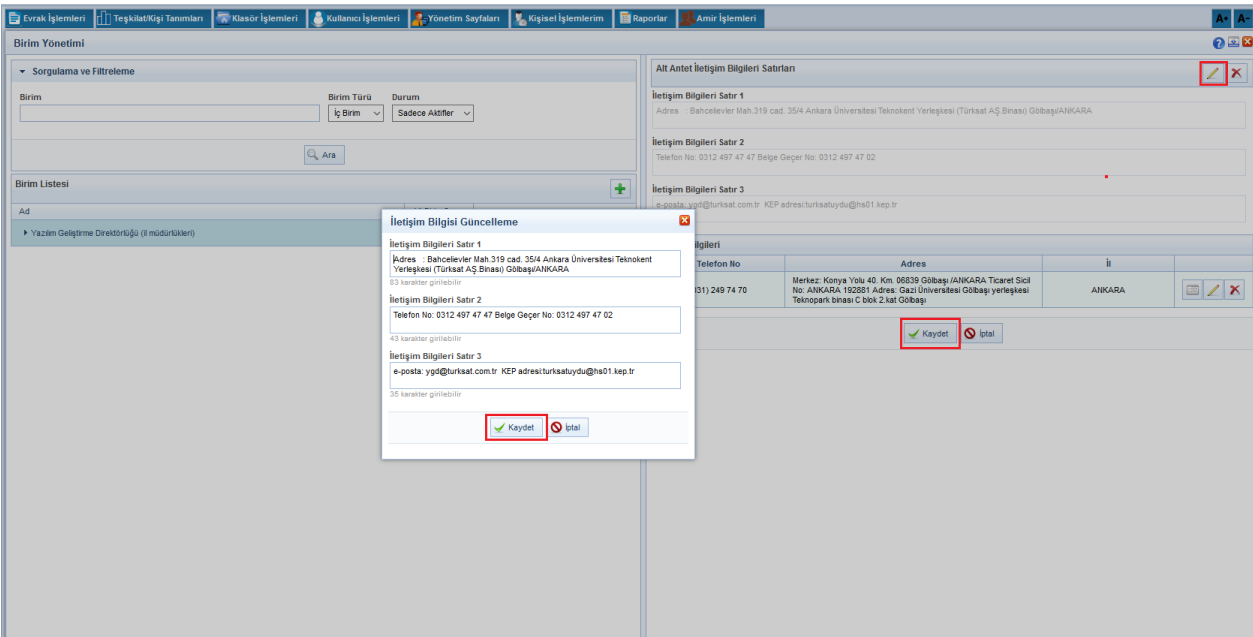 Evrak İşlemleri
Teşkilat/Kişi Tanımları
Klasör İşlemleri
Kullanıcı İşlemleri
Yönetim Sayfaları
Kişisel İşlemlerim
Raporlar
Amir İşlemleri
A+
A-
Birim Yönetimi
Sorgulama ve Filtreleme
Birim
Birim Türü
Durum
İç Birim
Sadece Aktifler
Ara
Birim Listesi
Ad
Yazılım Geliştirme Direktörlüğü (il müdürlükleri)
Alt Antet İletişim Bilgileri Satırları
İletişim Bilgileri Satır 1
Adres : Bahcelievler Mah.319 cad. 35/4 Ankara Üniversitesi Teknokent Yerleşkesi (Türksat AŞ.Binası) Gölbaşı/ANKARA
İletişim Bilgileri Satır 2
Telefon No: 0312 497 47 47 Belge Geçer No: 0312 497 47 02
İletişim Bilgileri Satır 3
e-posta: ygd@turksat.com.tr KEP adresi:turksatuydu@hs01.kep.tr
ilgileri
Telefon No
Adres
İl
31) 249 74 70
Merkez: Konya Yolu 40. Km. 06839 Gölbaşı /ANKARA Ticaret Sicil
No: ANKARA 192881 Adres: Gazi Üniversitesi Gölbaşı yerleşkesi
Teknopark binası C blok 2.kat Gölbaşı
ANKARA
Kaydet
İptal
İletişim Bilgisi Güncelleme
İletişim Bilgileri Satır 1
Adres : Bahcelievler Mah.319 cad. 35/4 Ankara Üniversitesi Teknokent
Yerleşkesi (Türksat AŞ.Binası) Gölbaşı/ANKARA
83 karakter girilebilir
İletişim Bilgileri Satır 2
Telefon No: 0312 497 47 47 Belge Geçer No: 0312 497 47 02
43 karakter girilebilir
İletişim Bilgileri Satır 3
e-posta: ygd@turksat.com.tr KEP adresi:turksatuydu@hs01.kep.tr
35 karakter girilebilir
Kaydet
İptal